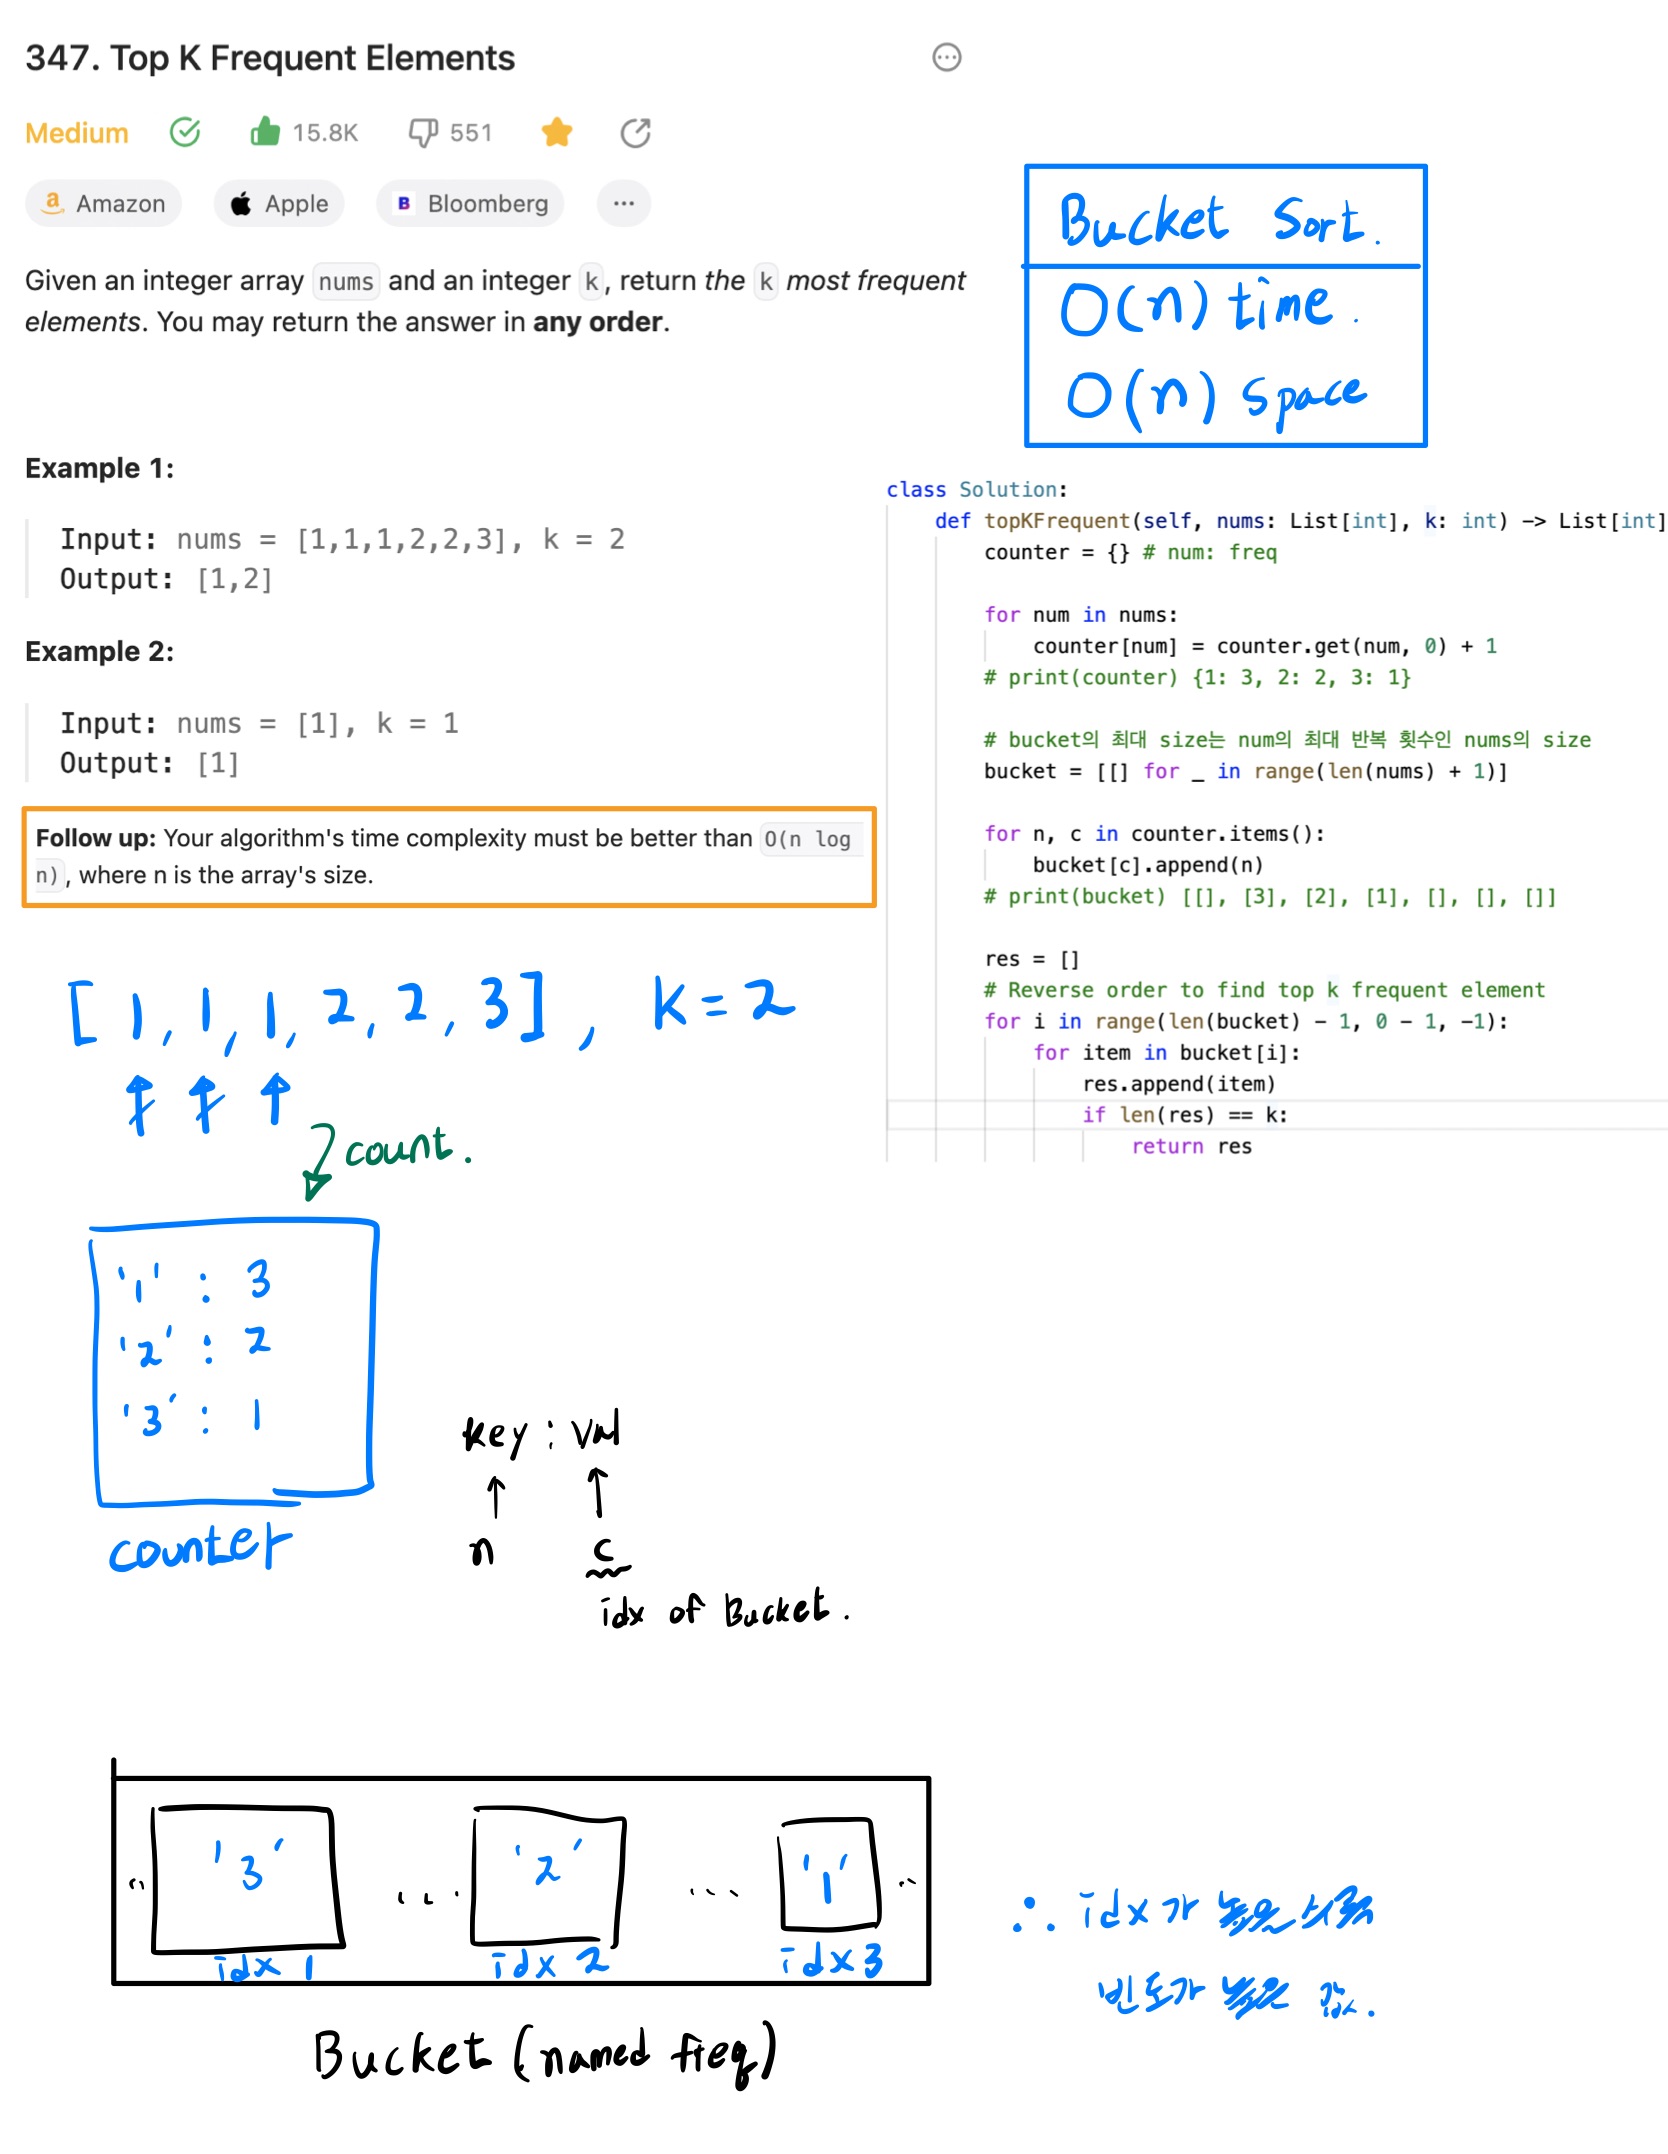 347. Top K Frequent Elements
Medium 15.8K 551
Amazon Apple Bloomberg
Given an integer array nums and an integer k, return the k most frequent
elements. You may return the answer in any order.
Example 1:
Input: nums = [1,1,1,2,2,3], k = 2
Output: [1,2]
Example 2:
Input: nums = [1], k = 1
Output: [1]
Follow up: Your algorithm's time complexity must be better than O(n log
n), where n is the array's size.
Bucket Sort.
O(n) time.
O(n) space
class Solution:
def topKFrequent(self, nums: List[int], k: int) -> List[int]
counter = {} # num: freq
for num in nums:
counter[num] = counter.get(num, 0) + 1
# print(counter) {1: 3, 2: 2, 3: 1}
# bucket의 최대 size는 num의 최대 반복 횟수인 nums의 size
bucket = [[] for _ in range(len(nums) + 1)]
for n, c in counter.items():
bucket[c].append(n)
# print(bucket) [[], [3], [2], [1], [], [], []]
res = []
# Reverse order to find top k frequent element
for i in range(len(bucket) - 1, 0 - 1, -1):
for item in bucket[i]:
res.append(item)
if len(res) == k:
return res
[1, 1, 1, 2, 2, 3], K=2
count.
'1' : 3
'2' : 2
'3' : 1
counter
key : val
n c
idx of Bucket.
'3' ... '2' ... '1'
idx 1 idx 2 idx 3
Bucket (named freq)
∴ idx가 높을수록
빈도가 높은 값.